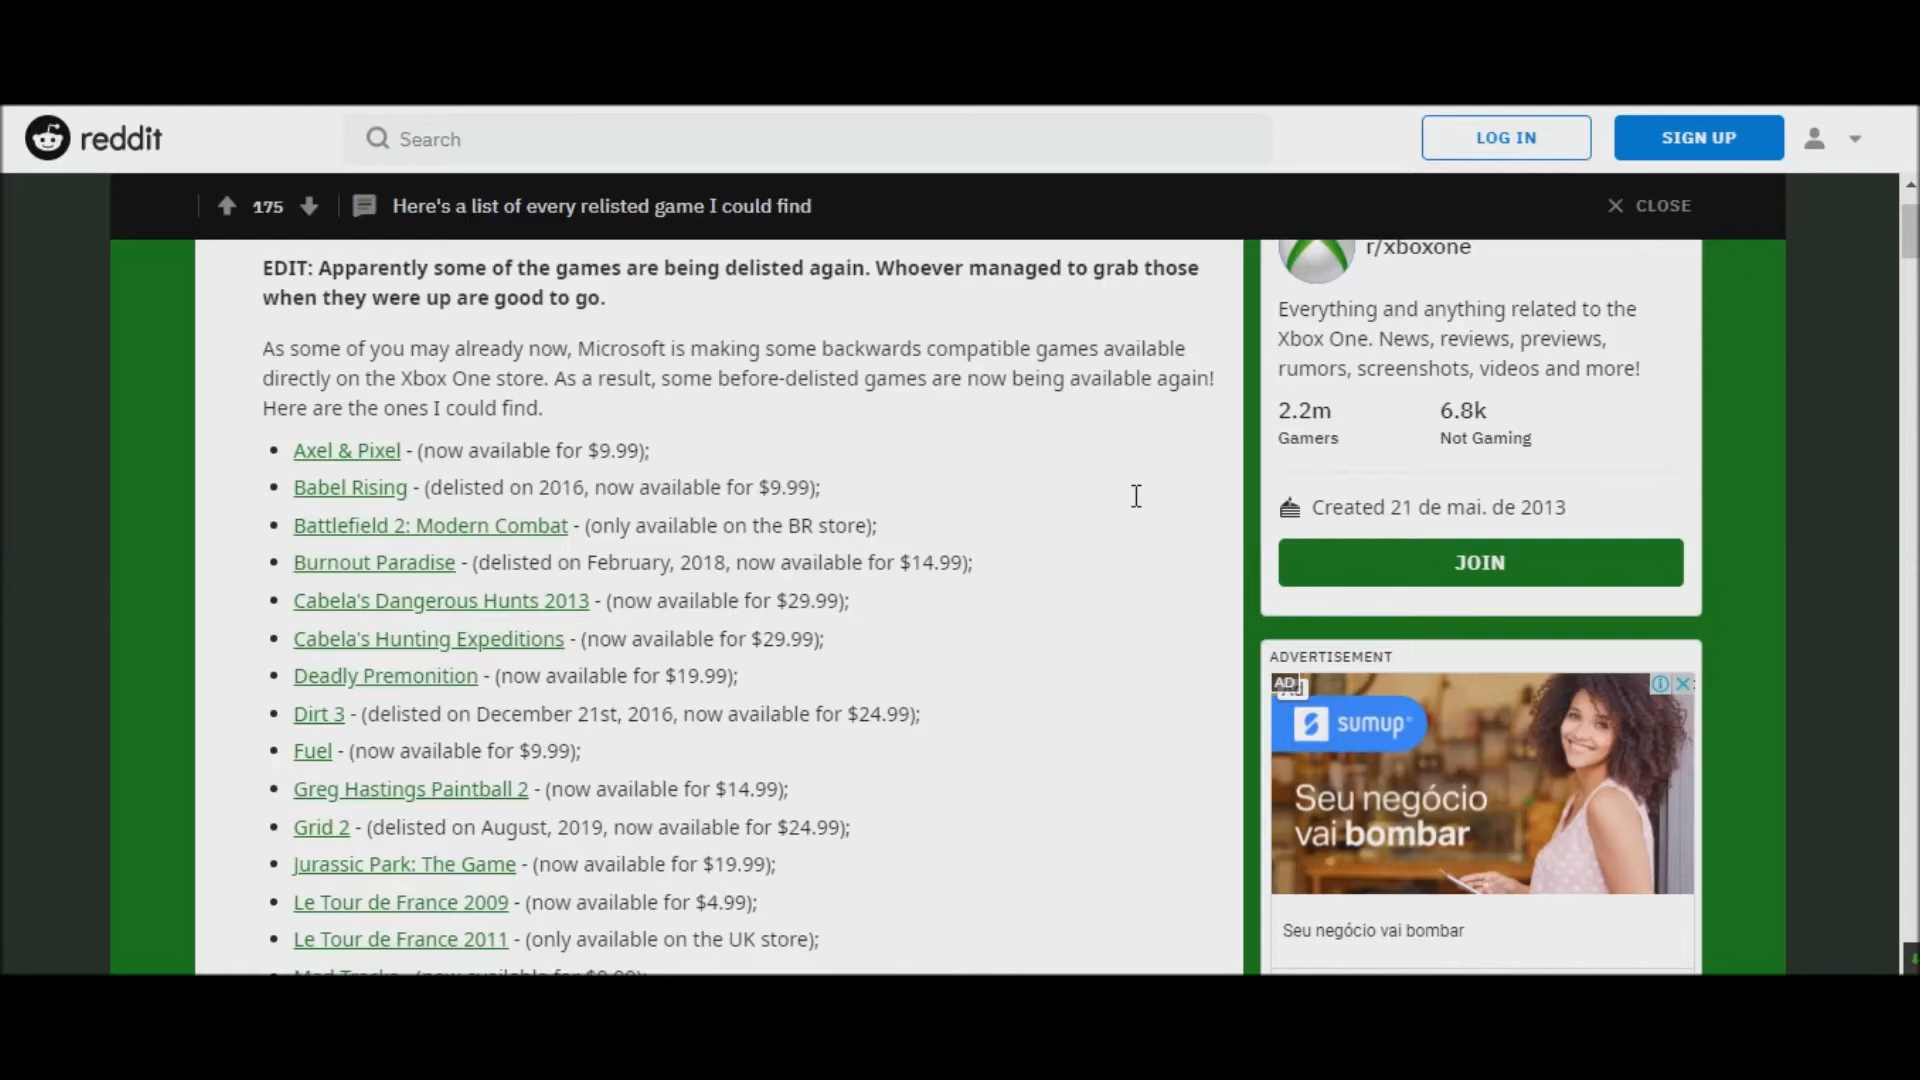 reddit
Search
LOG IN
SIGN UP
175
Here's a list of every relisted game I could find
CLOSE
EDIT: Apparently some of the games are being delisted again. Whoever managed to grab those
when they were up are good to go.
As some of you may already now, Microsoft is making some backwards compatible games available
directly on the Xbox One store. As a result, some before-delisted games are now being available again!
Here are the ones I could find.
• Axel & Pixel - (now available for $9.99);
• Babel Rising - (delisted on 2016, now available for $9.99);
• Battlefield 2: Modern Combat - (only available on the BR store);
• Burnout Paradise - (delisted on February, 2018, now available for $14.99);
• Cabela's Dangerous Hunts 2013 - (now available for $29.99);
• Cabela's Hunting Expeditions - (now available for $29.99);
• Deadly Premonition - (now available for $19.99);
• Dirt 3 - (delisted on December 21st, 2016, now available for $24.99);
• Fuel - (now available for $9.99);
• Greg Hastings Paintball 2 - (now available for $14.99);
• Grid 2 - (delisted on August, 2019, now available for $24.99);
• Jurassic Park: The Game - (now available for $19.99);
• Le Tour de France 2009 - (now available for $4.99);
• Le Tour de France 2011 - (only available on the UK store);
r/xboxone
Everything and anything related to the
Xbox One. News, reviews, previews,
rumors, screenshots, videos and more!
2.2m
6.8k
Gamers
Not Gaming
Created 21 de mai. de 2013
JOIN
ADVERTISEMENT
AD
sumup
Seu negócio
vai bombar
Seu negócio vai bombar